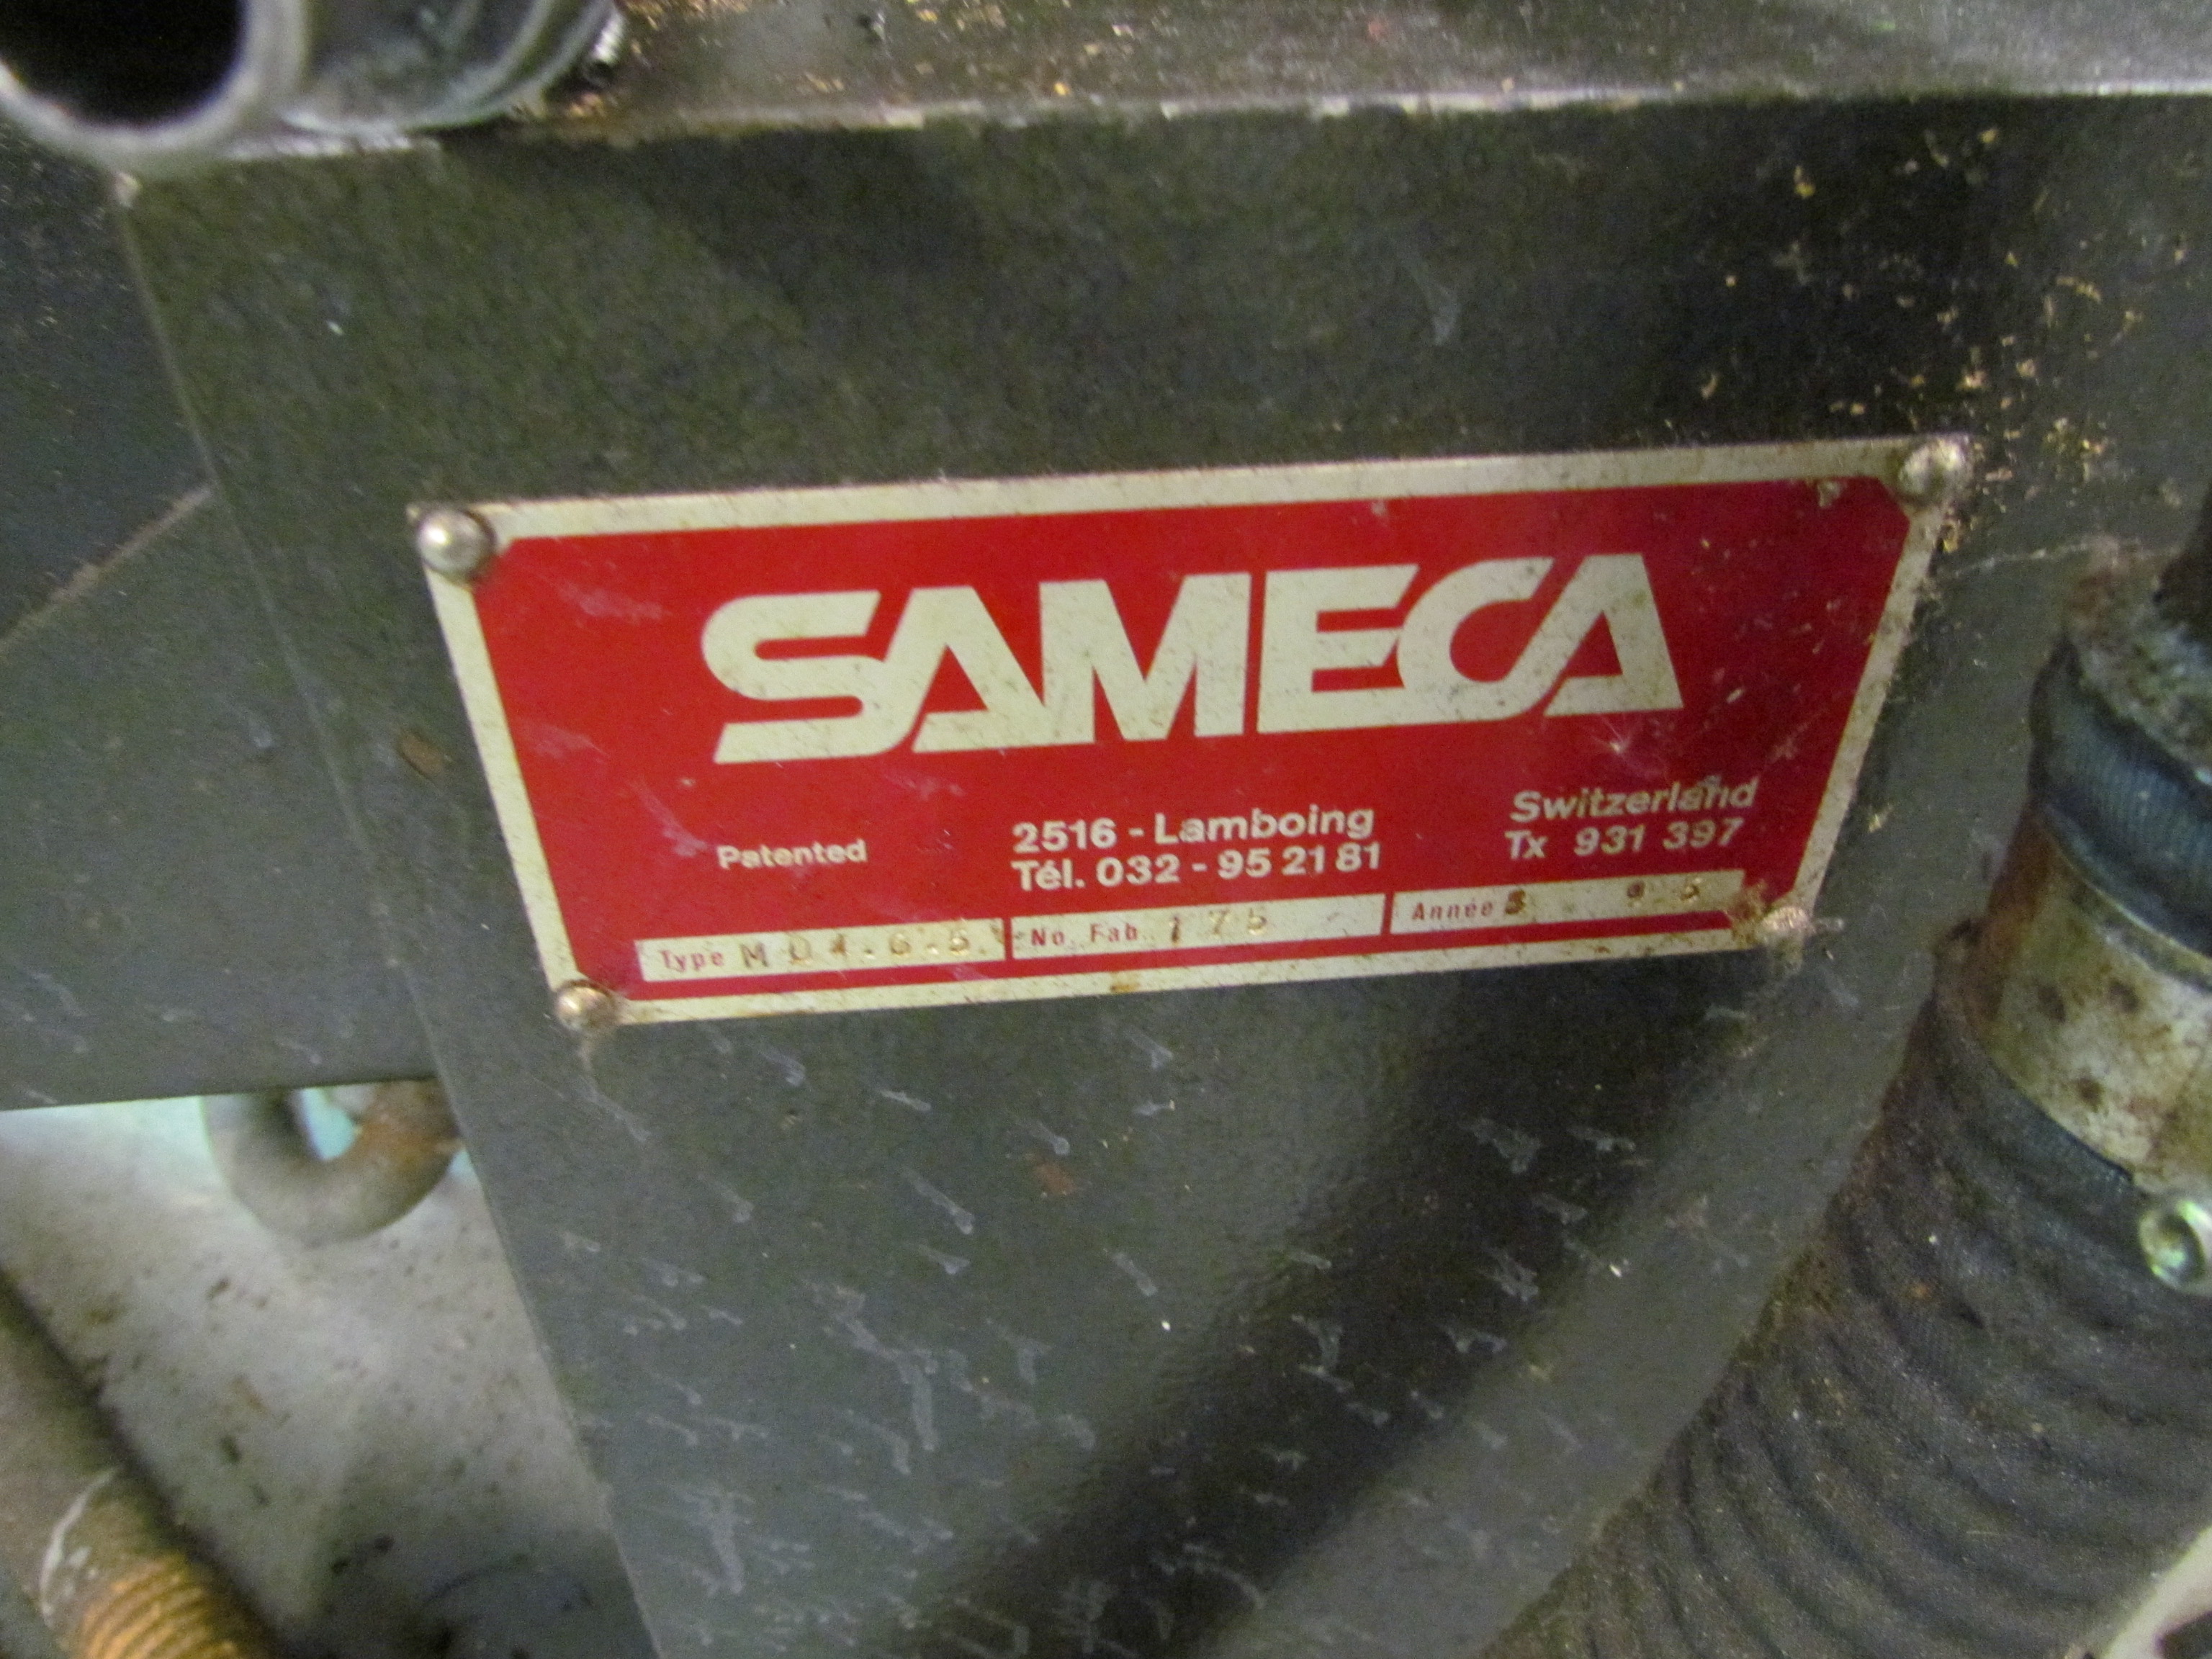 SAMECA
Patented
2516 - Lamboing
Tél. 032 - 95 21 81
Switzerland
Tx 931 397
Type
No. Fab. 175
Année